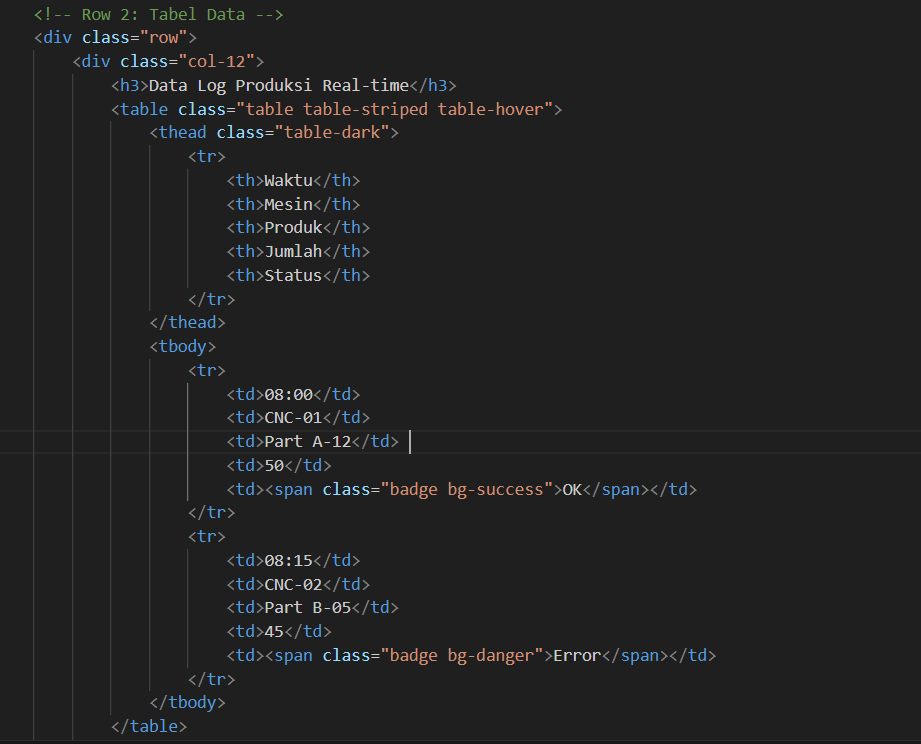 <!-- Row 2: Tabel Data -->
<div class="row">
    <div class="col-12">
        <h3>Data Log Produksi Real-time</h3>
        <table class="table table-striped table-hover">
            <thead class="table-dark">
                <tr>
                    <th>Waktu</th>
                    <th>Mesin</th>
                    <th>Produk</th>
                    <th>Jumlah</th>
                    <th>Status</th>
                </tr>
            </thead>
            <tbody>
                <tr>
                    <td>08:00</td>
                    <td>CNC-01</td>
                    <td>Part A-12</td>
                    <td>50</td>
                    <td><span class="badge bg-success">OK</span></td>
                </tr>
                <tr>
                    <td>08:15</td>
                    <td>CNC-02</td>
                    <td>Part B-05</td>
                    <td>45</td>
                    <td><span class="badge bg-danger">Error</span></td>
                </tr>
            </tbody>
        </table>